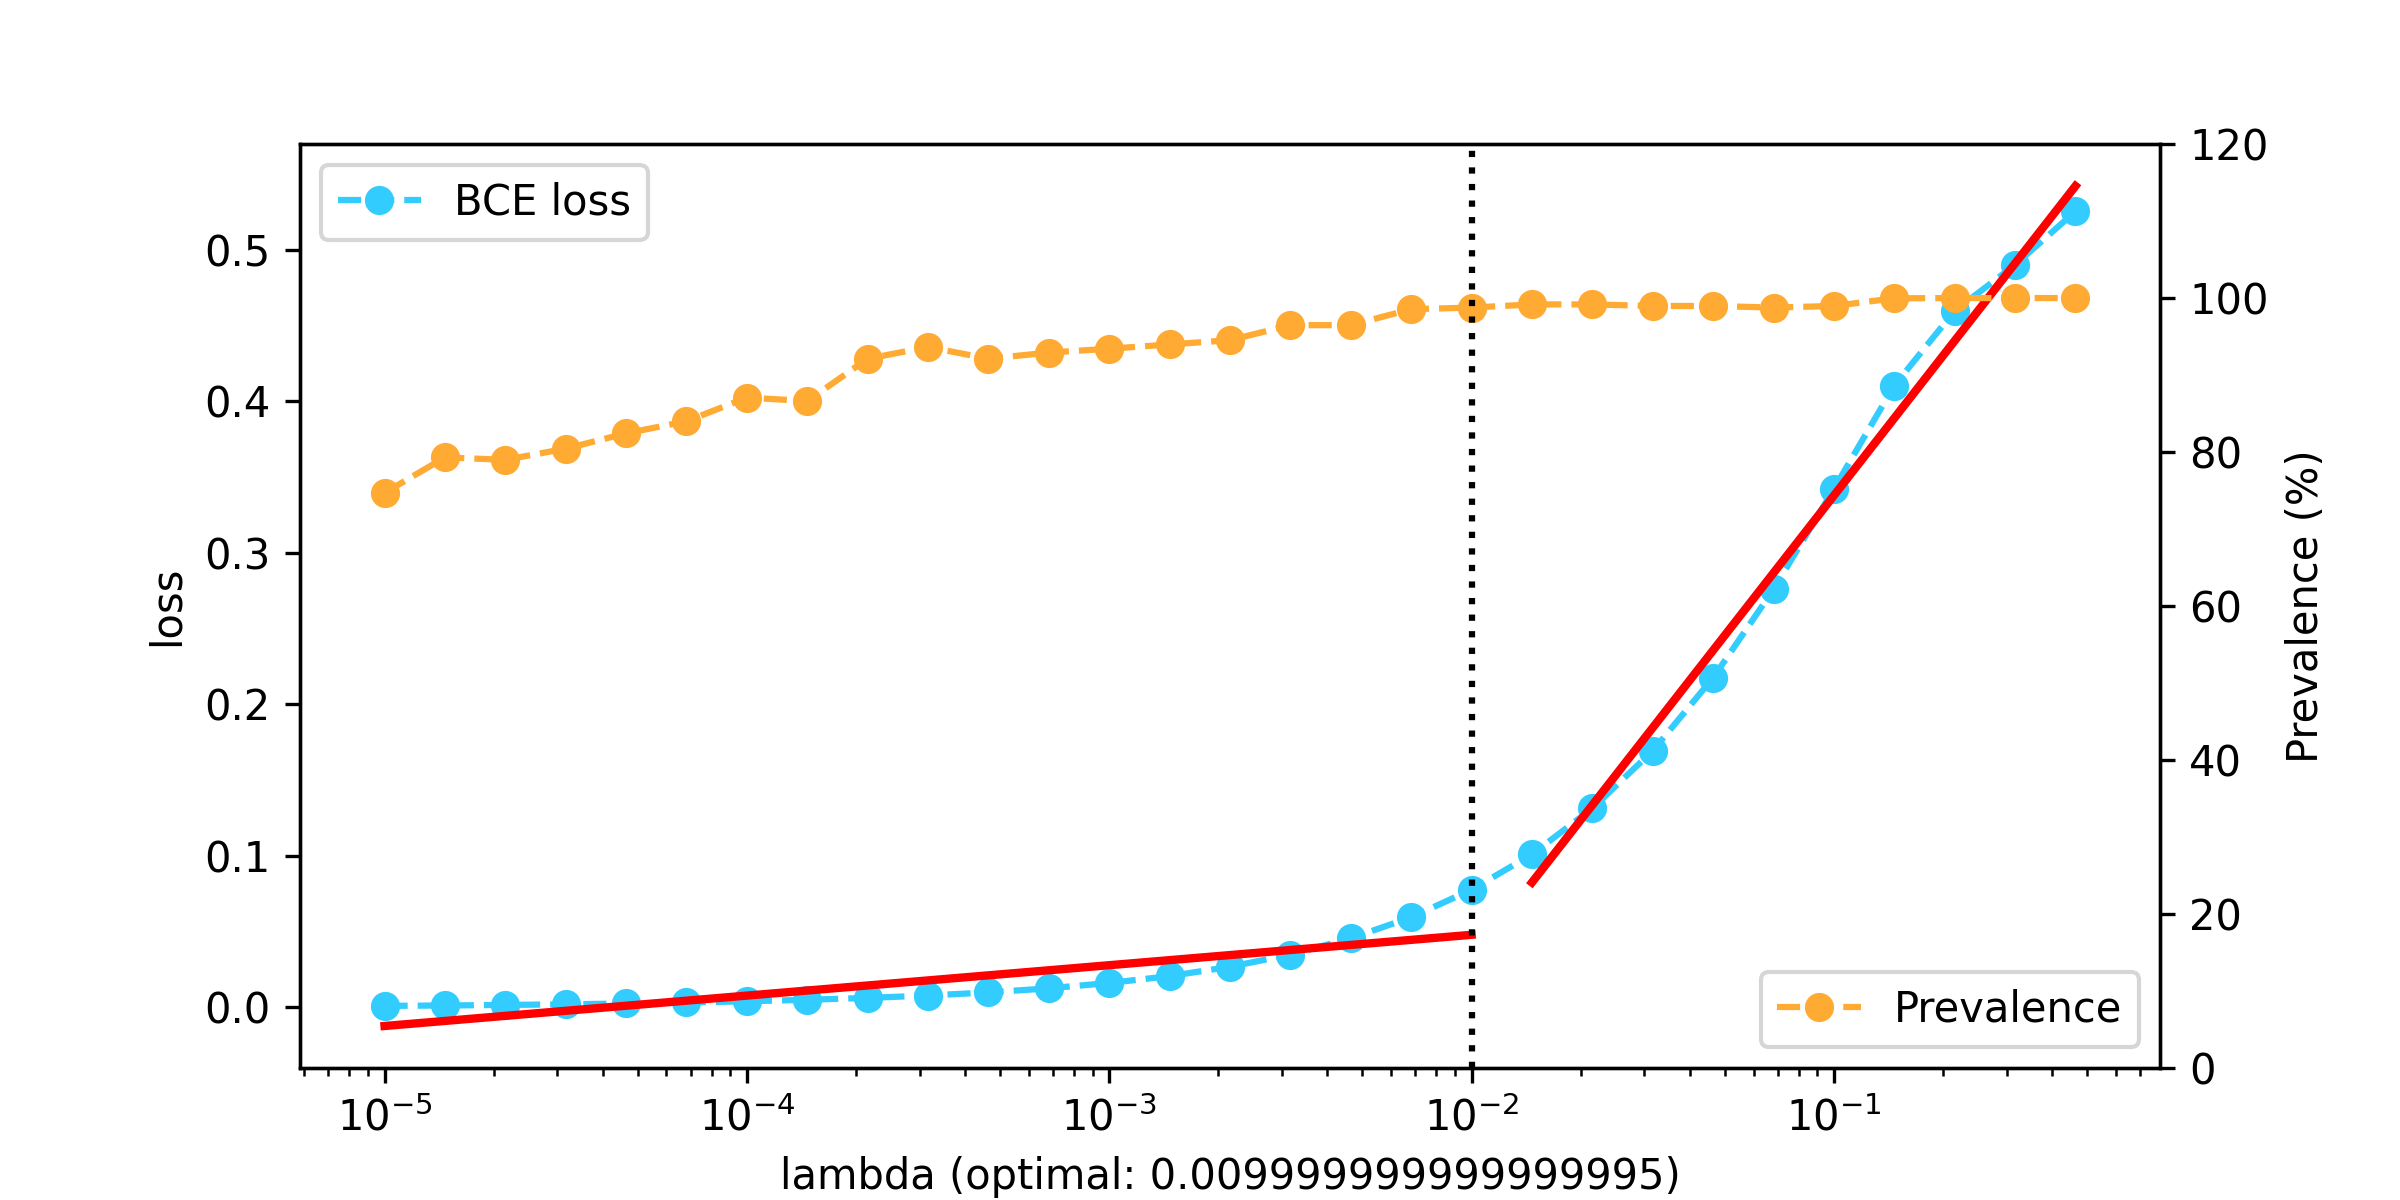 BCE loss
Prevalence
loss
0.5
0.4
0.3
0.2
0.1
0.0
120
100
80
60
40
20
0
Prevalence (%)
10⁻⁵ 10⁻⁴ 10⁻³ 10⁻² 10⁻¹
lambda (optimal: 0.009999999999999995)